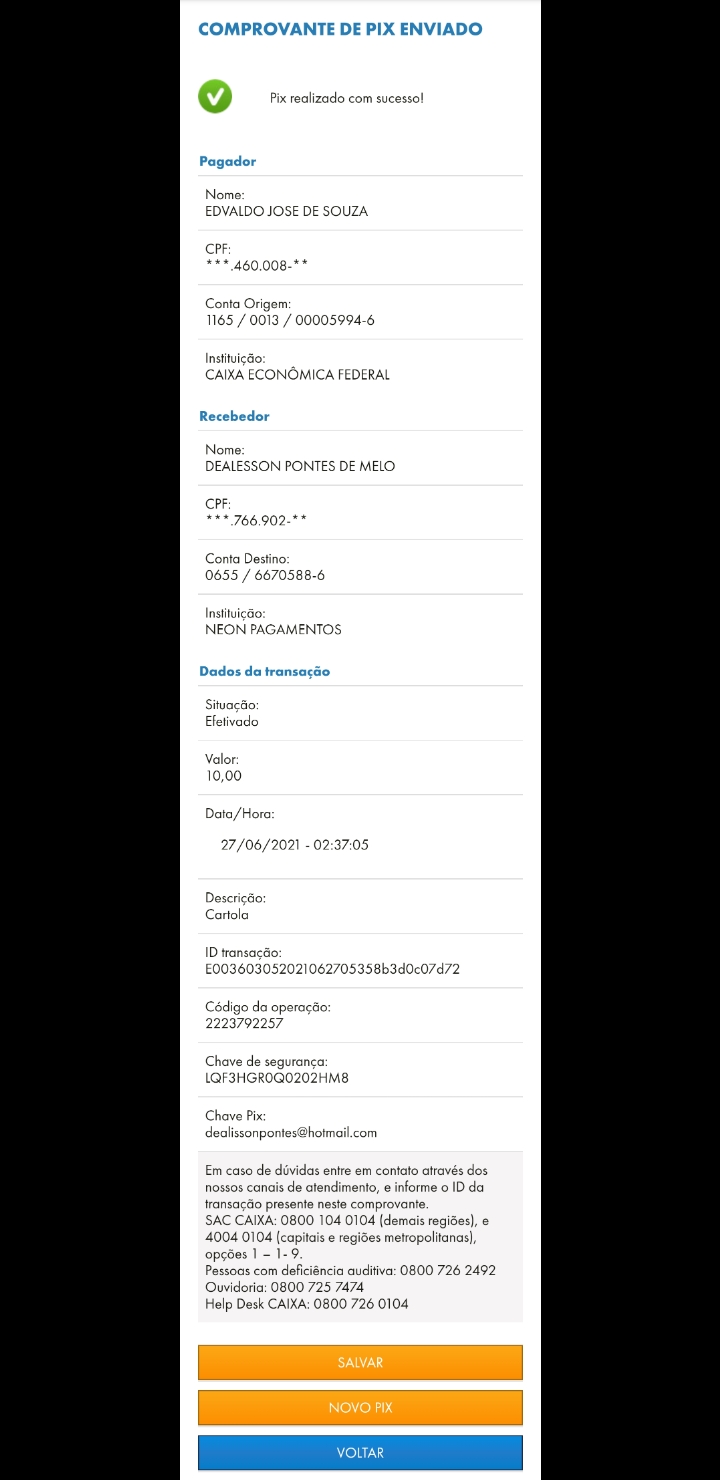 COMPROVANTE DE PIX ENVIADO
Pix realizado com sucesso!
Pagador
Nome:
EDVALDO JOSE DE SOUZA
CPF:
***.460.008-**
Conta Origem:
1165 / 0013 / 00005994-6
Instituição:
CAIXA ECONÔMICA FEDERAL
Recebedor
Nome:
DEALESSON PONTES DE MELO
CPF:
***.766.902-**
Conta Destino:
0655 / 6670588-6
Instituição:
NEON PAGAMENTOS
Dados da transação
Situação:
Efetivado
Valor:
10,00
Data/Hora:
27/06/2021 - 02:37:05
Descrição:
Cartola
ID transação:
E003603052021062705358b3d0c07d72
Código da operação:
2223792257
Chave de segurança:
LQF3HGR0Q0202HM8
Chave Pix:
dealissonpontes@hotmail.com
Em caso de dúvidas entre em contato através dos
nossos canais de atendimento, e informe o ID da
transação presente neste comprovante.
SAC CAIXA: 0800 104 0104 (demais regiões), e
4004 0104 (capitais e regiões metropolitanas),
opções 1 – 1- 9.
Pessoas com deficiência auditiva: 0800 726 2492
Ouvidoria: 0800 725 7474
Help Desk CAIXA: 0800 726 0104
SALVAR
NOVO PIX
VOLTAR